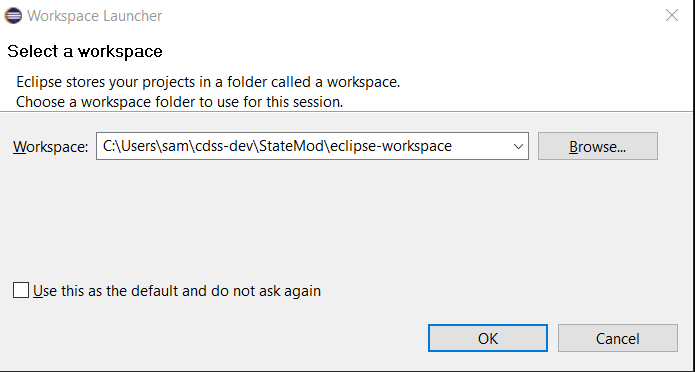 Workspace Launcher
Select a workspace
Eclipse stores your projects in a folder called a workspace.
Choose a workspace folder to use for this session.
Workspace: C:\Users\sam\cdss-dev\StateMod\eclipse-workspace Browse...
Use this as the default and do not ask again
OK Cancel